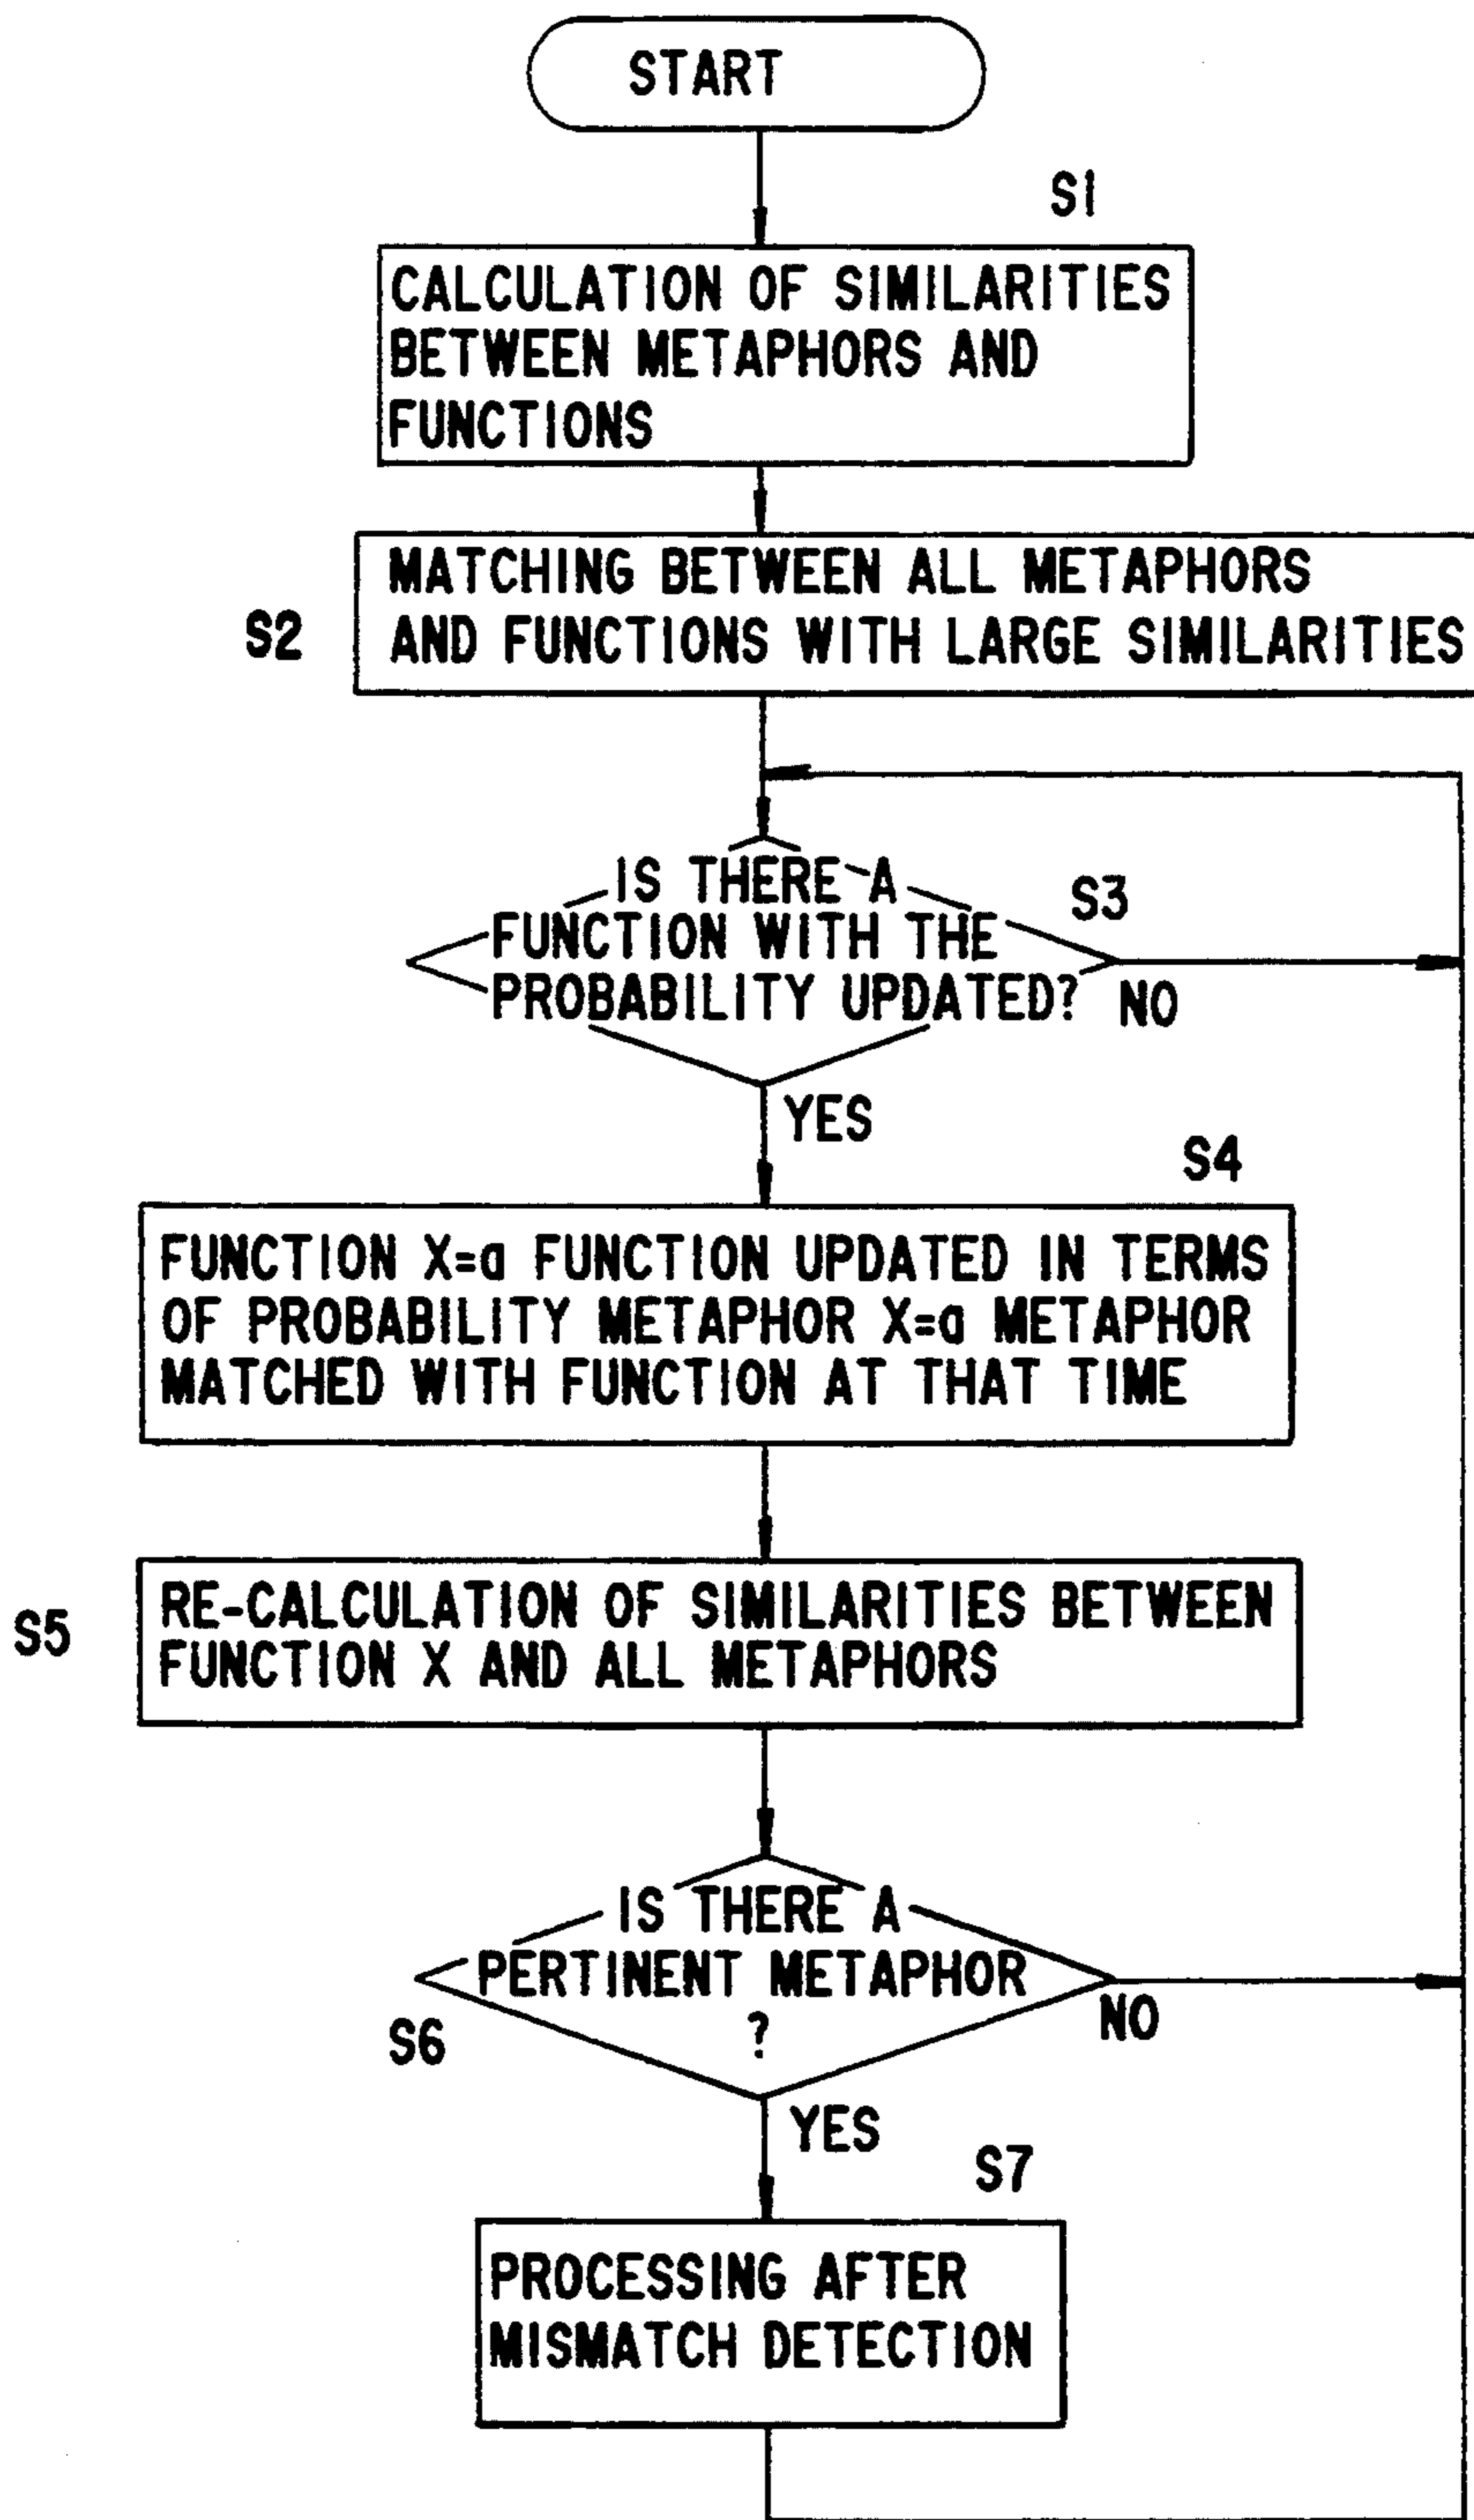 START
S1
CALCULATION OF SIMILARITIES
BETWEEN METAPHORS AND
FUNCTIONS
S2
MATCHING BETWEEN ALL METAPHORS
AND FUNCTIONS WITH LARGE SIMILARITIES
IS THERE A
FUNCTION WITH THE
PROBABILITY UPDATED?
S3
NO
YES
S4
FUNCTION X=a FUNCTION UPDATED IN TERMS
OF PROBABILITY METAPHOR X=a METAPHOR
MATCHED WITH FUNCTION AT THAT TIME
S5
RE-CALCULATION OF SIMILARITIES BETWEEN
FUNCTION X AND ALL METAPHORS
IS THERE A
PERTINENT METAPHOR
?
S6
NO
YES
S7
PROCESSING AFTER
MISMATCH DETECTION